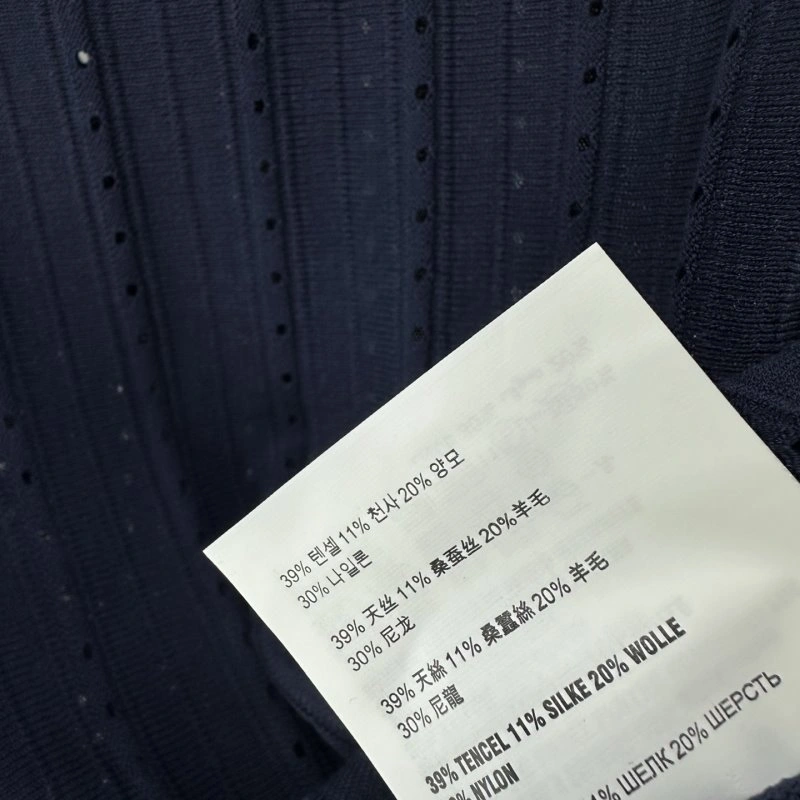 39% 텐셀 11% 천사 20% 양모
30% 나일론
39% 天丝 11% 桑蚕丝 20%羊毛
30% 尼龙
39% 天絲 11% 桑蠶絲 20% 羊毛
30% 尼龍
39% TENCEL 11% SILKE 20% WOLLE
NYLON
1% ШЕЛК 20% ШЕРСТЬ